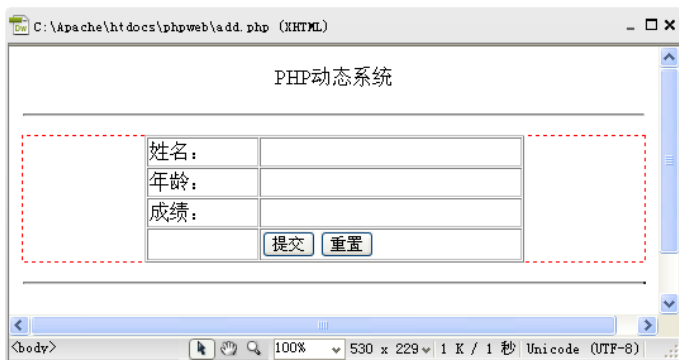 Dw C:\Apache\htdocs\phpweb\add.php (XHTML)
PHP动态系统
姓名：
年龄：
成绩：
提交 重置
<body> 100% 530 x 229 1 K / 1 秒 Unicode (UTF-8)